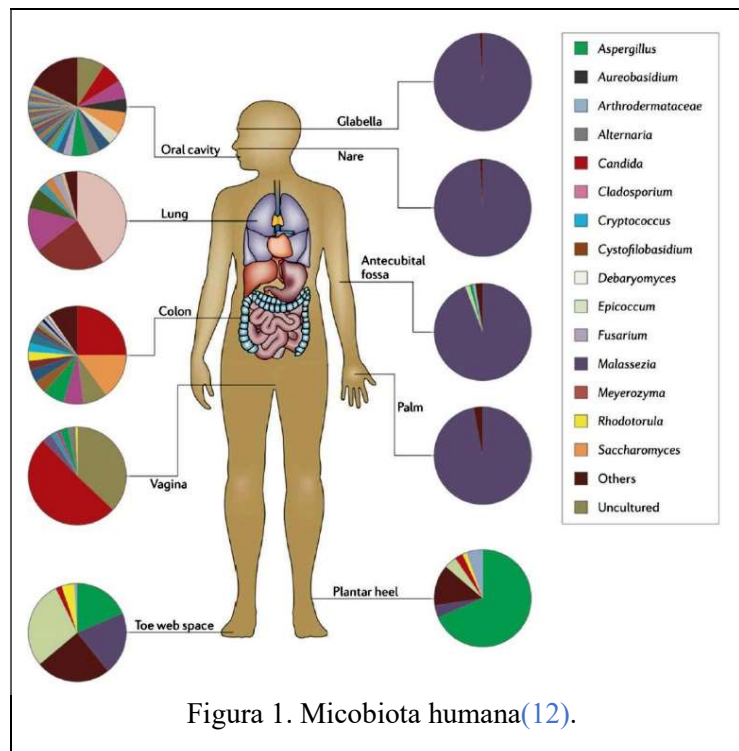 Oral cavity
Lung
Colon
Vagina
Toe web space
Glabella
Nare
Antecubital
fossa
Palm
Plantar heel
Aspergillus
Aureobasidium
Arthrodermataceae
Alternaria
Candida
Cladosporium
Cryptococcus
Cystofilobasidium
Debaryomyces
Epicoccum
Fusarium
Malassezia
Meyerozyma
Rhodotorula
Saccharomyces
Others
Uncultured
Figura 1. Micobiota humana(12).